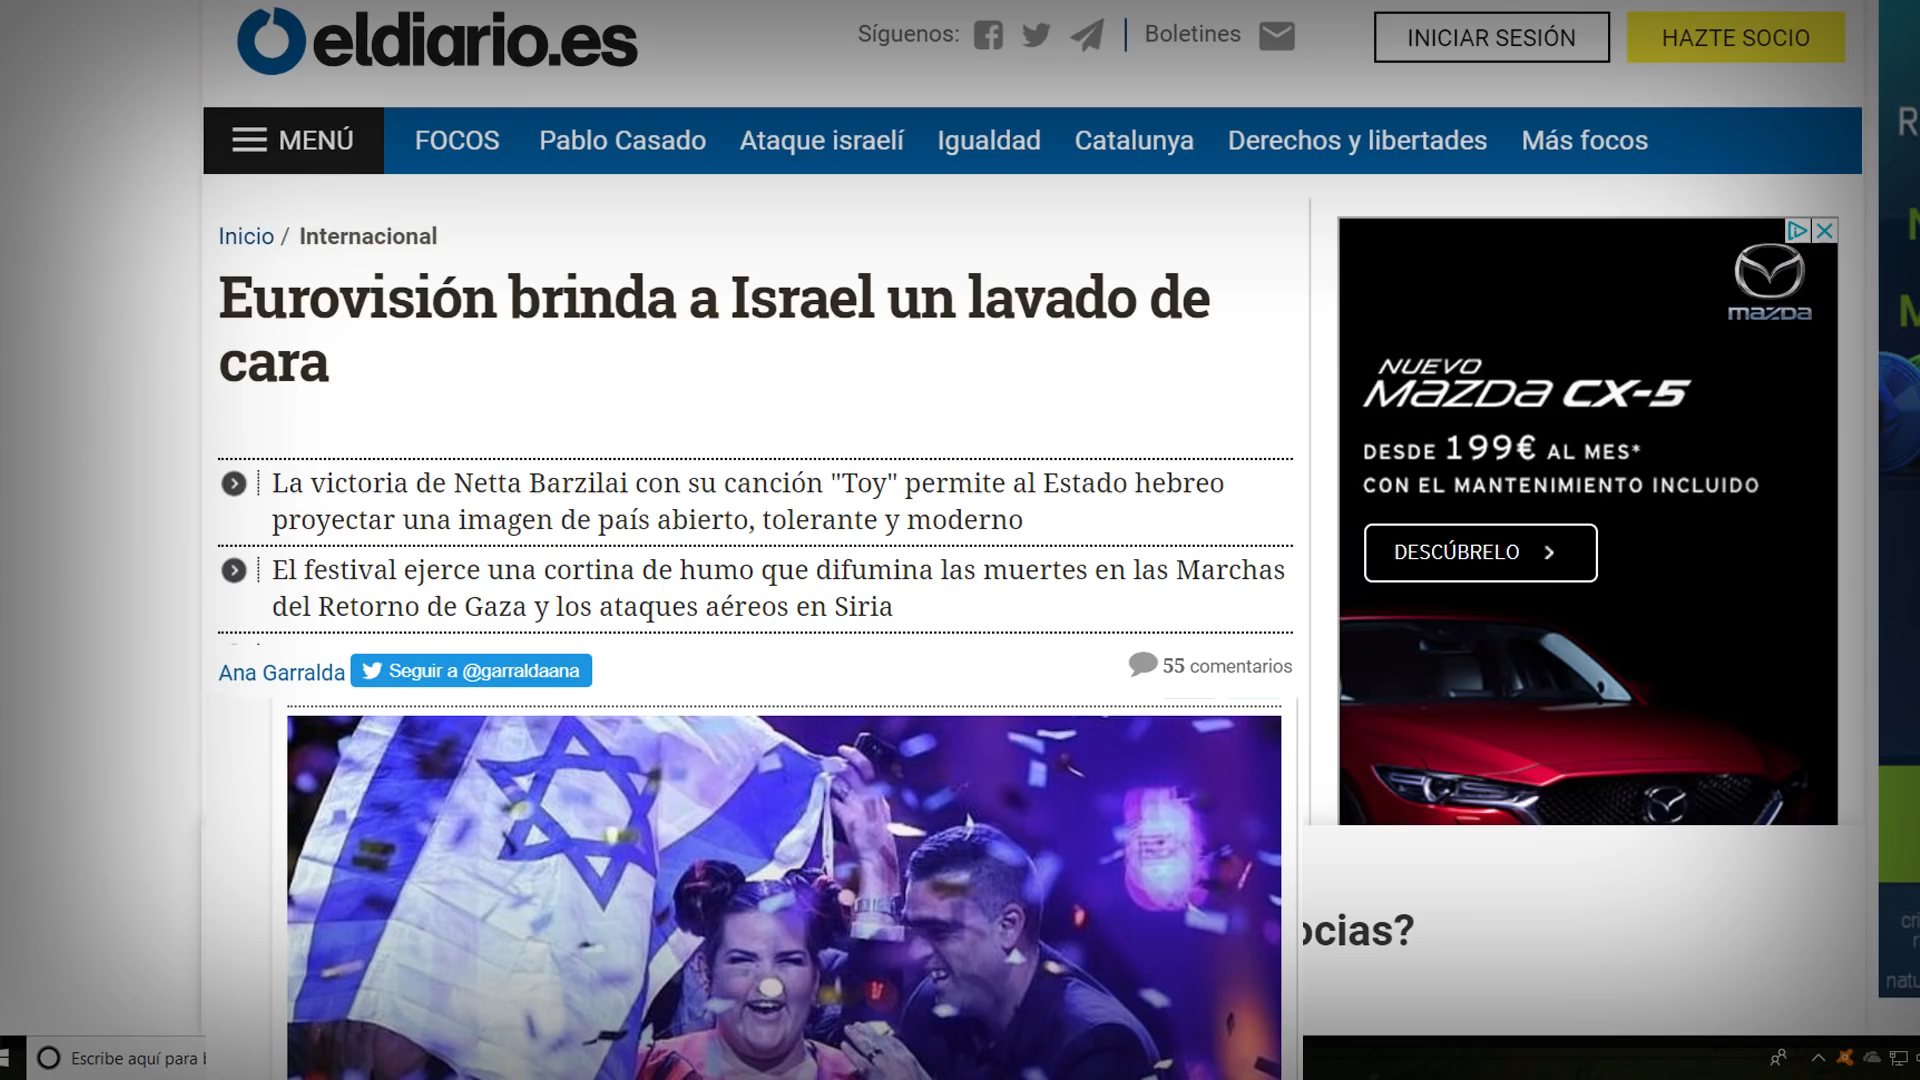 eldiario.es
Síguenos:
Boletines
INICIAR SESIÓN
HAZTE SOCIO
MENÚ
FOCOS
Pablo Casado
Ataque israelí
Igualdad
Catalunya
Derechos y libertades
Más focos
Inicio / Internacional
Eurovisión brinda a Israel un lavado de
cara
La victoria de Netta Barzilai con su canción "Toy" permite al Estado hebreo
proyectar una imagen de país abierto, tolerante y moderno
El festival ejerce una cortina de humo que difumina las muertes en las Marchas
del Retorno de Gaza y los ataques aéreos en Siria
Ana Garralda
Seguir a @garraldaana
55 comentarios
mazda
NUEVO
mazda CX-5
DESDE 199€ AL MES*
CON EL MANTENIMIENTO INCLUIDO
DESCÚBRELO
ocias?
Escribe aquí para b